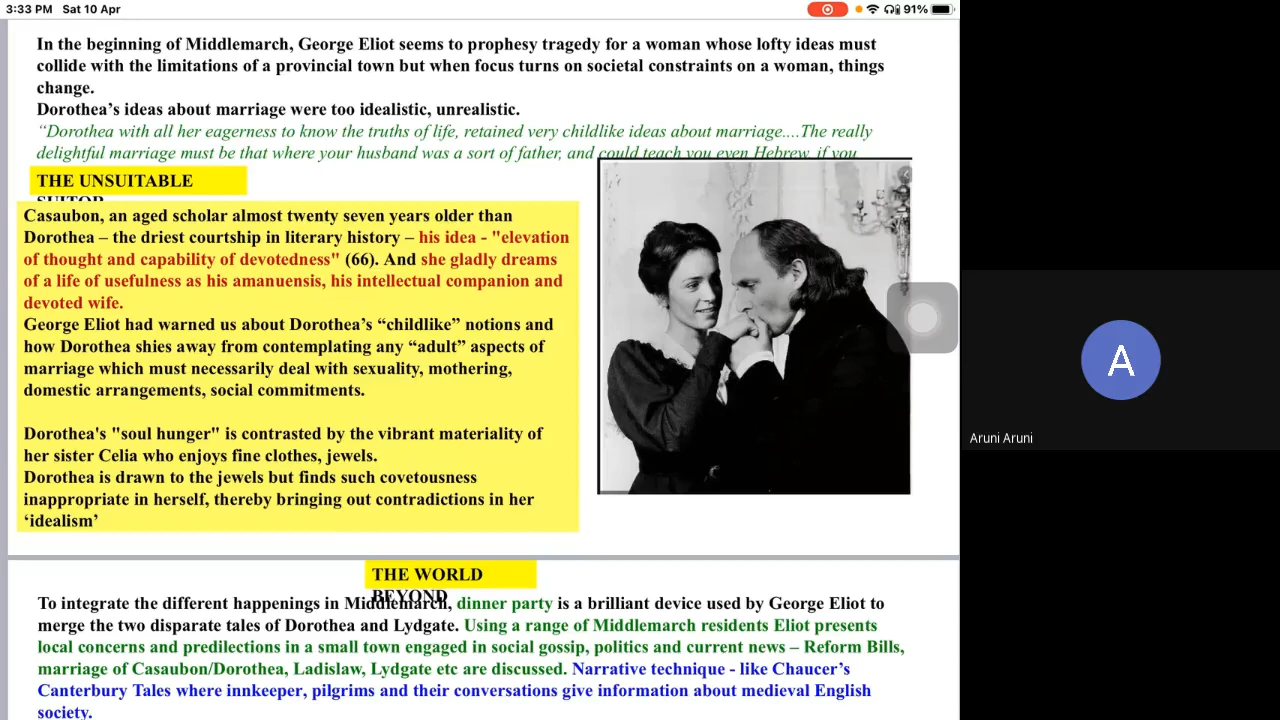 3:33 PM Sat 10 Apr
91%
In the beginning of Middlemarch, George Eliot seems to prophesy tragedy for a woman whose lofty ideas must
collide with the limitations of a provincial town but when focus turns on societal constraints on a woman, things
change.
Dorothea’s ideas about marriage were too idealistic, unrealistic.
“Dorothea with all her eagerness to know the truths of life, retained very childlike ideas about marriage....The really
delightful marriage must be that where your husband was a sort of father, and could teach you even Hebrew, if you
THE UNSUITABLE
SUITOR
Casaubon, an aged scholar almost twenty seven years older than
Dorothea – the driest courtship in literary history – his idea - "elevation
of thought and capability of devotedness" (66). And she gladly dreams
of a life of usefulness as his amanuensis, his intellectual companion and
devoted wife.
George Eliot had warned us about Dorothea’s “childlike” notions and
how Dorothea shies away from contemplating any “adult” aspects of
marriage which must necessarily deal with sexuality, mothering,
domestic arrangements, social commitments.
Dorothea's "soul hunger" is contrasted by the vibrant materiality of
her sister Celia who enjoys fine clothes, jewels.
Dorothea is drawn to the jewels but finds such covetousness
inappropriate in herself, thereby bringing out contradictions in her
‘idealism’
THE WORLD
BEYOND
To integrate the different happenings in Middlemarch, dinner party is a brilliant device used by George Eliot to
merge the two disparate tales of Dorothea and Lydgate. Using a range of Middlemarch residents Eliot presents
local concerns and predilections in a small town engaged in social gossip, politics and current news – Reform Bills,
marriage of Casaubon/Dorothea, Ladislaw, Lydgate etc are discussed. Narrative technique - like Chaucer’s
Canterbury Tales where innkeeper, pilgrims and their conversations give information about medieval English
society.
A
Aruni Aruni